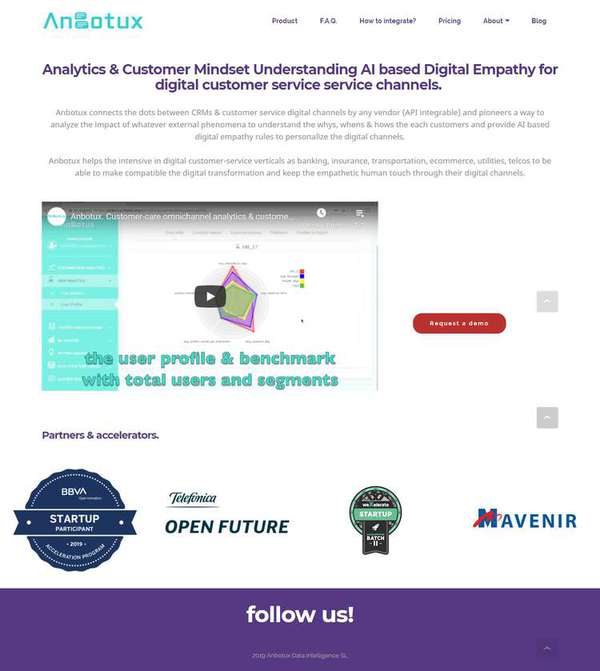 AnBotux
Product F.A.Q. How to integrate? Pricing About Blog
Analytics & Customer Mindset Understanding AI based Digital Empathy for
digital customer service service channels.
Anbotux connects the dots between CRMs & customer service digital channels by any vendor (API integrable) and pioneers a way to
analyze the impact of whatever external phenomena to understand the whys, whens & hows the each customers and provide AI based
digital empathy rules to personalize the digital channels.
Anbotux helps the intensive in digital customer-service verticals as banking, insurance, transportation, ecommerce, utilities, telcos to be
able to make compatible the digital transformation and keep the empathetic human touch through their digital channels.
Anbotux. Customer-care omnichannel analytics & custome...
AnBotux
the user profile & benchmark
with total users and segments
Request a demo
Partners & accelerators.
BBVA
Open Innovation
STARTUP
PARTICIPANT
· 2019 ·
ACCELERATION PROGRAM
Telefónica
OPEN FUTURE
weXelerate
STARTUP
BATCH
II
MAVENIR
follow us!
2019 Anbotux Data Intelligence SL.